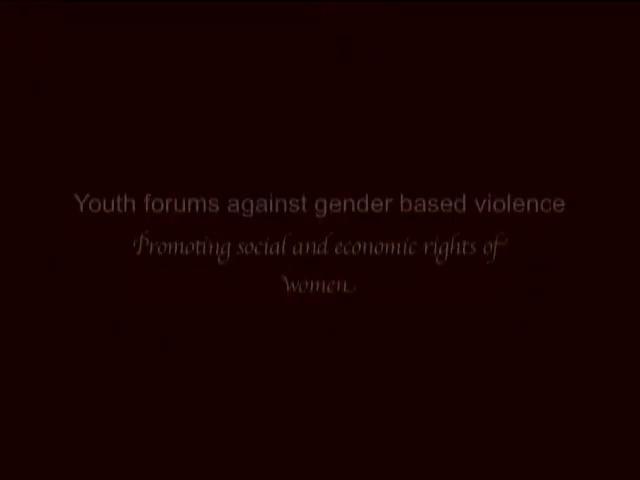 Youth forums against gender based violence
Promoting social and economic rights of
women